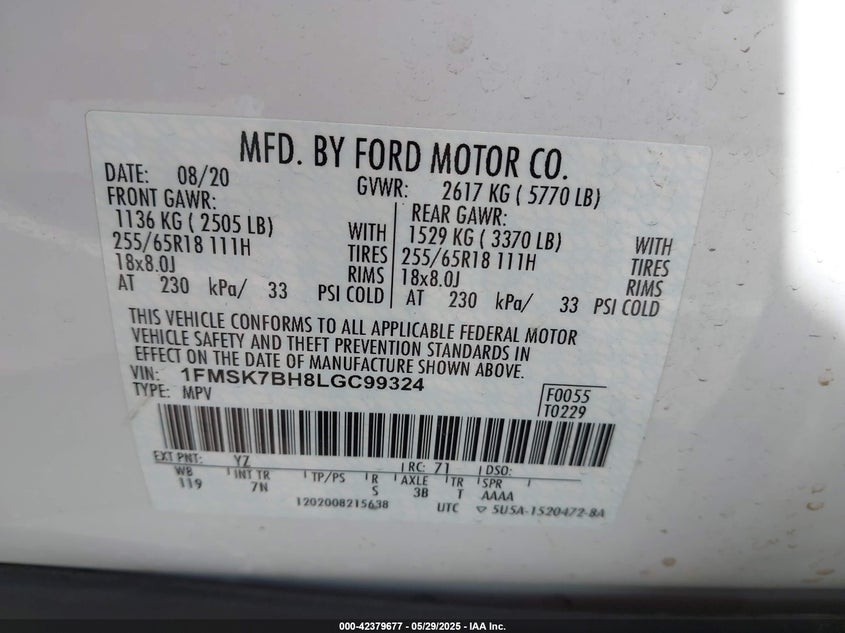 MFD. BY FORD MOTOR CO.
DATE: 08/20 GVWR: 2617 KG ( 5770 LB)
FRONT GAWR: REAR GAWR:
1136 KG ( 2505 LB) WITH 1529 KG ( 3370 LB) WITH
255/65R18 111H TIRES 255/65R18 111H TIRES
18x8.0J RIMS 18x8.0J RIMS
AT 230 kPa/ 33 PSI COLD AT 230 kPa/ 33 PSI COLD
THIS VEHICLE CONFORMS TO ALL APPLICABLE FEDERAL MOTOR
VEHICLE SAFETY AND THEFT PREVENTION STANDARDS IN
EFFECT ON THE DATE OF MANUFACTURE SHOWN ABOVE.
VIN: 1FMSK7BH8LGC99324
TYPE: MPV
F0055
T0229
EXT PNT: YZ RC: 71 DSO:
WB INT TR TP/PS R AXLE TR SPR
119 7N S 3B T AAAA
1202008215638 UTC ▽ 5U5A-1520472-8A
000-42379677 - 05/29/2025 - IAA Inc.